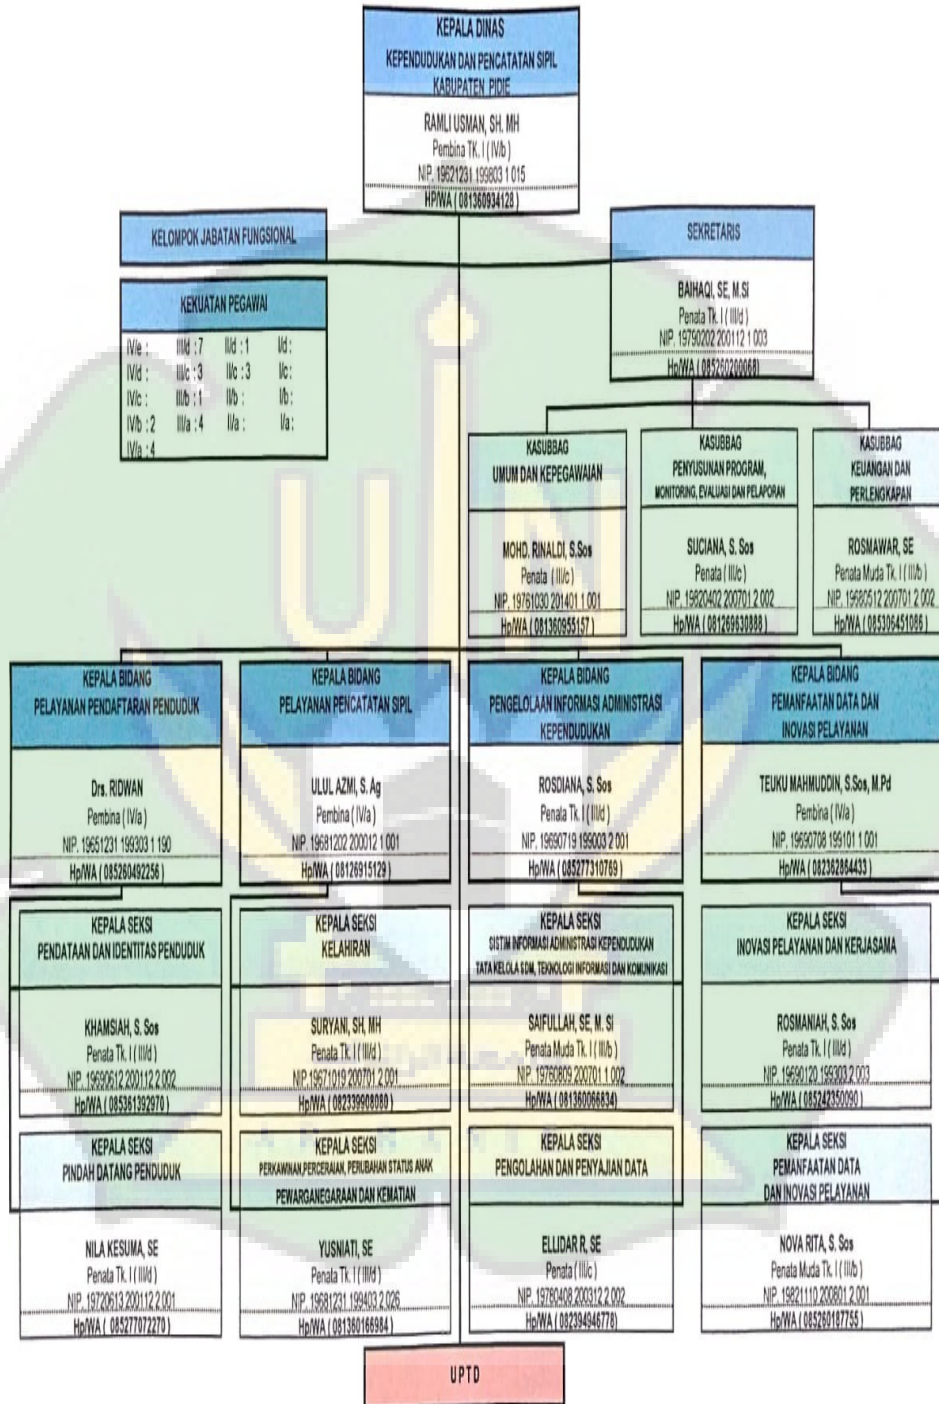 KEPALA DINAS
KEPENDUDUKAN DAN PENCATATAN SIPIL
KABUPATEN PIDIE
RAMLI USMAN, SH. MH
Pembina TK. I ( IV/b )
NIP. 19621231 199803 1 015
HP/WA ( 081360934128 )
KELOMPOK JABATAN FUNGSIONAL
SEKRETARIS
BAIHAQI, SE, M.Si
Penata Tk. I ( III/d )
NIP. 19790202 200112 1 003
Hp/WA ( 085260200068)
KEKUATAN PEGAWAI
IV/e : III/d : 7 II/d : 1 I/d :
IV/d : III/c : 3 II/c : 3 I/c :
IV/c : III/b : 1 II/b : I/b :
IV/b : 2 III/a : 4 II/a : I/a :
IV/a : 4
KASUBBAG
UMUM DAN KEPEGAWAIAN
MOHD. RINALDI, S.Sos
Penata ( III/c )
NIP. 19761030 201401 1 001
Hp/WA ( 081360955157 )
KASUBBAG
PENYUSUNAN PROGRAM,
MONITORING, EVALUASI DAN PELAPORAN
SUCIANA, S. Sos
Penata ( III/c )
NIP. 19820402 200701 2 002
Hp/WA ( 081269630888 )
KASUBBAG
KEUANGAN DAN
PERLENGKAPAN
ROSMAWAR, SE
Penata Muda Tk. I ( III/b )
NIP. 19680512 200701 2 002
Hp/WA ( 085306451086 )
KEPALA BIDANG
PELAYANAN PENDAFTARAN PENDUDUK
Drs. RIDWAN
Pembina ( IV/a )
NIP. 19651231 199303 1 190
Hp/WA ( 085260492256 )
KEPALA BIDANG
PELAYANAN PENCATATAN SIPIL
ULUL AZMI, S. Ag
Pembina ( IV/a )
NIP. 19681202 200012 1 001
Hp/WA ( 08126915129 )
KEPALA BIDANG
PENGELOLAAN INFORMASI ADMINISTRASI
KEPENDUDUKAN
ROSDIANA, S. Sos
Penata Tk. I ( III/d )
NIP. 19690719 199003 2 001
Hp/WA ( 085277310769 )
KEPALA BIDANG
PEMANFAATAN DATA DAN
INOVASI PELAYANAN
TEUKU MAHMUDDIN, S.Sos, M.Pd
Pembina ( IV/a )
NIP. 19690708 199101 1 001
Hp/WA ( 082362864433 )
KEPALA SEKSI
PENDATAAN DAN IDENTITAS PENDUDUK
KHAMSIAH, S. Sos
Penata Tk. I ( III/d )
NIP. 19690612 200112 2 002
Hp/WA ( 085361392970 )
KEPALA SEKSI
KELAHIRAN
SURYANI, SH, MH
Penata Tk. I ( III/d )
NIP. 19671019 200701 2 001
Hp/WA ( 082339908080 )
KEPALA SEKSI
SISTIM INFORMASI ADMINISTRASI KEPENDUDUKAN
TATA KELOLA SDM, TEKNOLOGI INFORMASI DAN KOMUNIKASI
SAIFULLAH, SE, M. SI
Penata Muda Tk. I ( III/b )
NIP. 19760809 200701 1 002
Hp/WA ( 081360066834 )
KEPALA SEKSI
INOVASI PELAYANAN DAN KERJASAMA
ROSMANIAH, S. Sos
Penata Tk. I ( III/d )
NIP. 19690120 199303 2 003
Hp/WA ( 085242350090 )
KEPALA SEKSI
PINDAH DATANG PENDUDUK
NILA KESUMA, SE
Penata Tk. I ( III/d )
NIP. 19720613 200112 2 001
Hp/WA ( 085277072270 )
KEPALA SEKSI
PERKAWINAN,PERCERAIAN, PERUBAHAN STATUS ANAK
PEWARGANEGARAAN DAN KEMATIAN
YUSNIATI, SE
Penata Tk. I ( III/d )
NIP. 19681231 199403 2 026
Hp/WA ( 081360166984 )
KEPALA SEKSI
PENGOLAHAN DAN PENYAJIAN DATA
ELLIDAR R, SE
Penata ( III/c )
NIP. 19780408 200312 2 002
Hp/WA ( 082394946778 )
KEPALA SEKSI
PEMANFAATAN DATA
DAN INOVASI PELAYANAN
NOVA RITA, S. Sos
Penata Muda Tk. I ( III/b )
NIP. 19821110 200801 2 001
Hp/WA ( 085260187755 )
UPTD
UIN